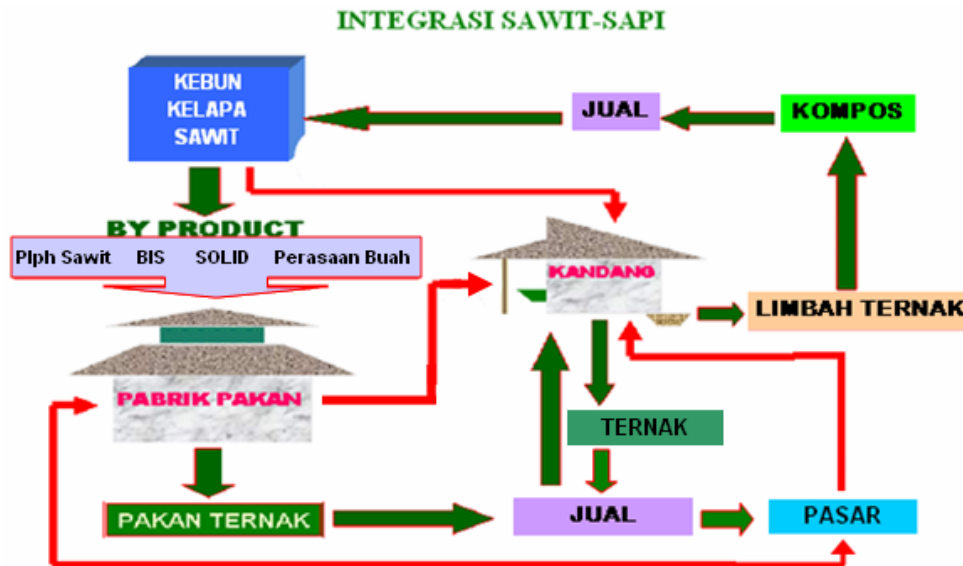 INTEGRASI SAWIT-SAPI
KEBUN
KELAPA
SAWIT
JUAL
KOMPOS
BY PRODUCT
Plph Sawit BIS SOLID Perasaan Buah
KANDANG
LIMBAH TERNAK
PABRIK PAKAN
TERNAK
PAKAN TERNAK
JUAL
PASAR